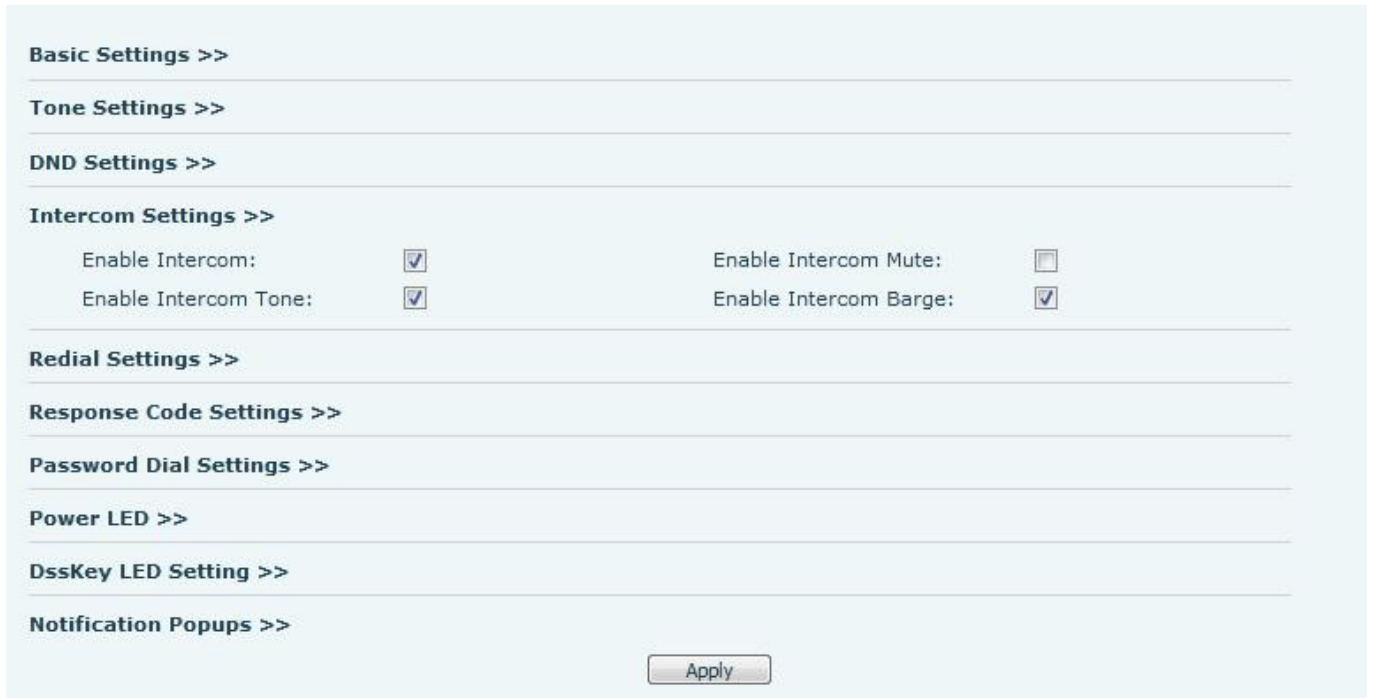 Basic Settings >>
Tone Settings >>
DND Settings >>
Intercom Settings >>
Enable Intercom: Enable Intercom Mute:
Enable Intercom Tone: Enable Intercom Barge:
Redial Settings >>
Response Code Settings >>
Password Dial Settings >>
Power LED >>
DssKey LED Setting >>
Notification Popups >>
Apply